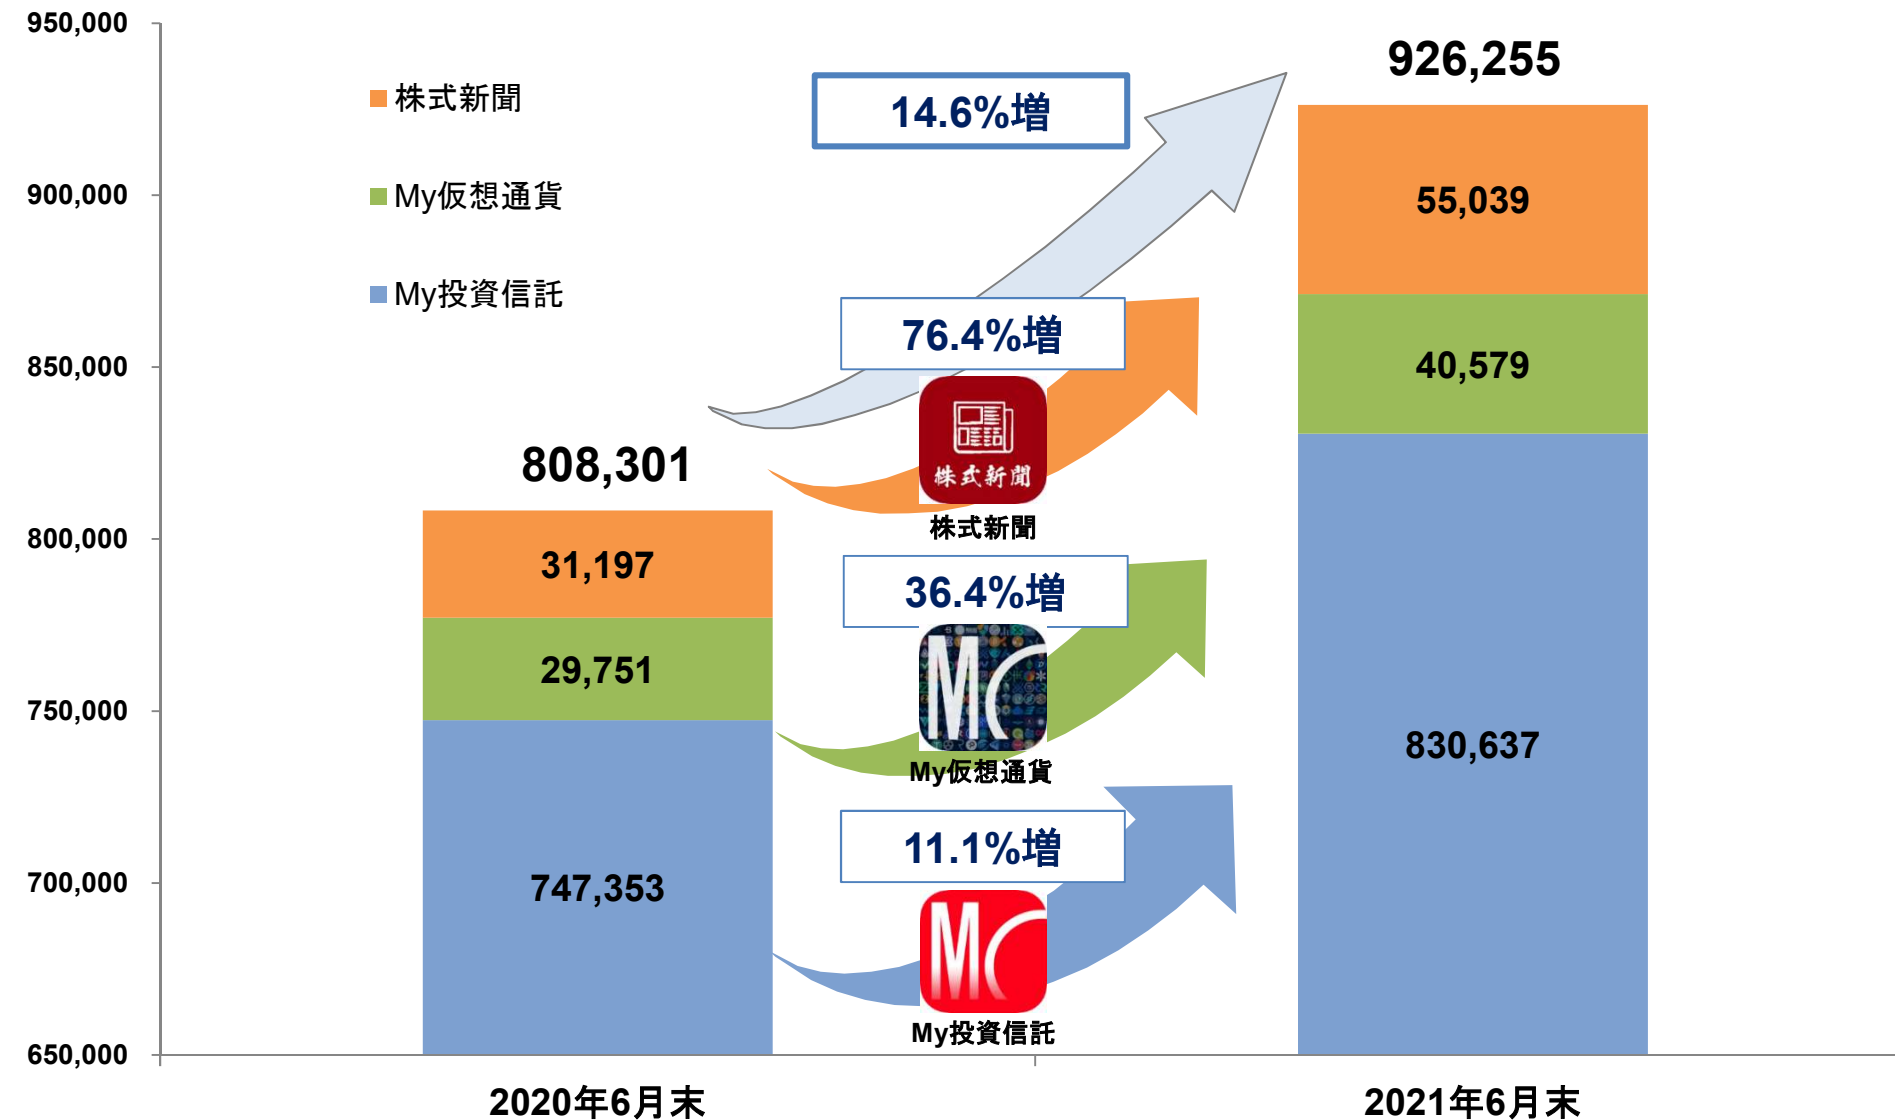 950,000
900,000
850,000
800,000
750,000
700,000
650,000
株式新聞
My仮想通貨
My投資信託
14.6%増
926,255
55,039
40,579
830,637
76.4%増
株式新聞
株式新聞
808,301
31,197
29,751
747,353
36.4%増
MC
My仮想通貨
11.1%増
MC
My投資信託
2020年6月末
2021年6月末